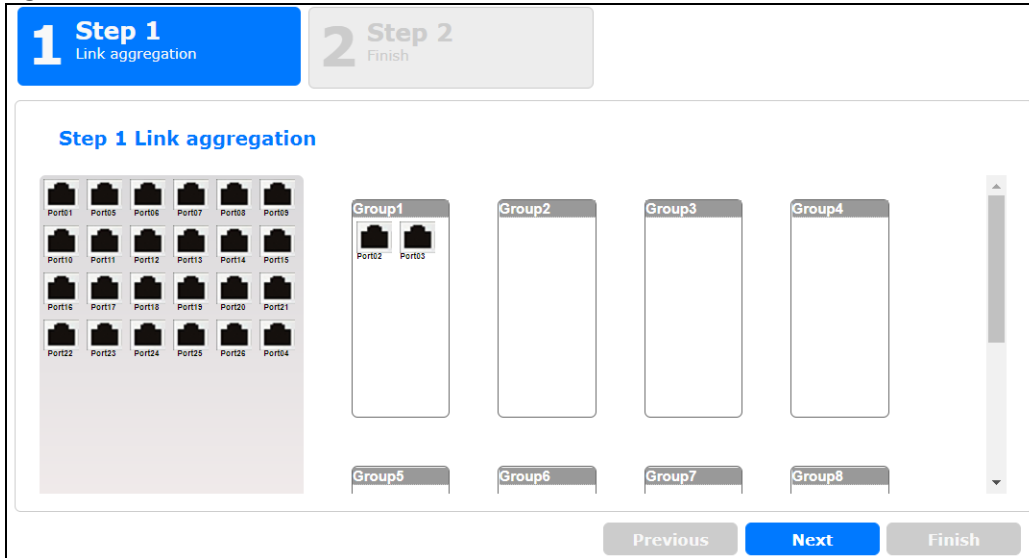 1 Step 1
Link aggregation
2 Step 2
Finish
Step 1 Link aggregation
Port01 Port05 Port06 Port07 Port08 Port09
Port10 Port11 Port12 Port13 Port14 Port15
Port16 Port17 Port18 Port19 Port20 Port21
Port22 Port23 Port24 Port25 Port26 Port04
Group1 Group2 Group3 Group4
Port02 Port03
Group5 Group6 Group7 Group8
Previous Next Finish